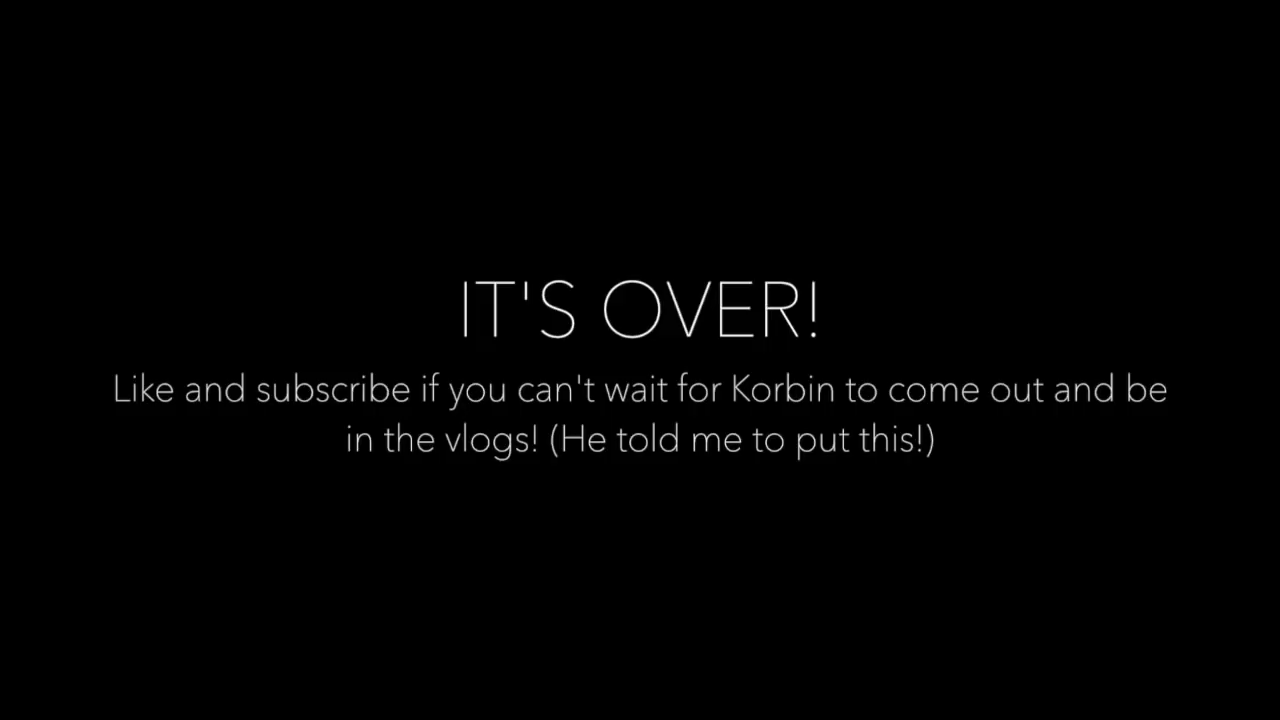 IT'S OVER!
Like and subscribe if you can't wait for Korbin to come out and be
in the vlogs! (He told me to put this!)